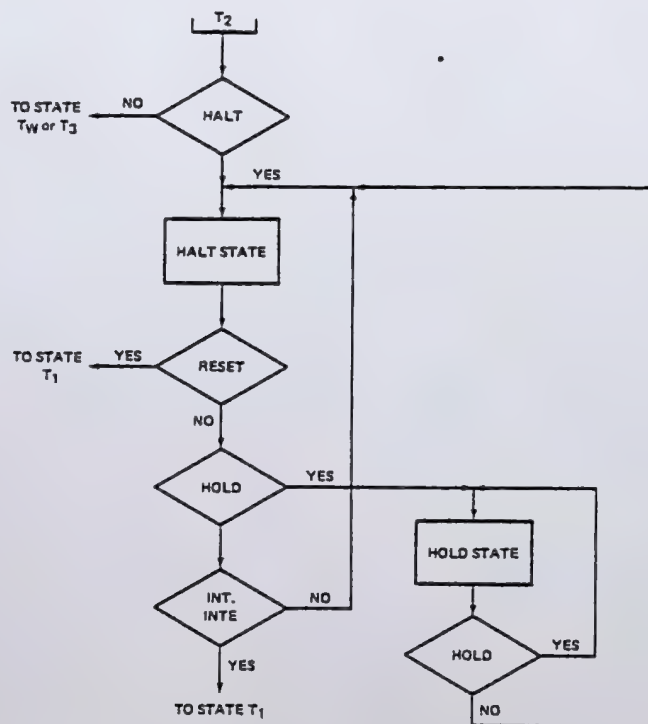 T2
HALT
NO
TO STATE
TW or T3
YES
HALT STATE
RESET
YES
TO STATE
T1
NO
HOLD
YES
HOLD STATE
INT.
INTE
NO
HOLD
YES
YES
TO STATE T1
NO